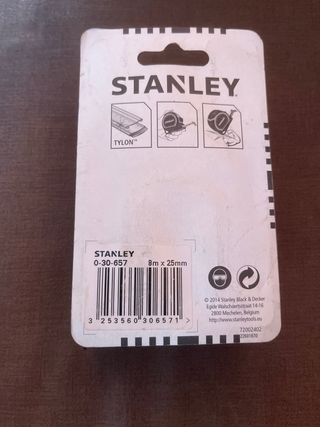 STANLEY
TYLON™
STANLEY
0-30-657 8m x 25mm
3 253560 306571 >
© 2014 Stanley Black & Decker
Egide Walschaertsstraat 14-16
2800 Mechelen, Belgium
http://www.stanleytools.eu
72002402